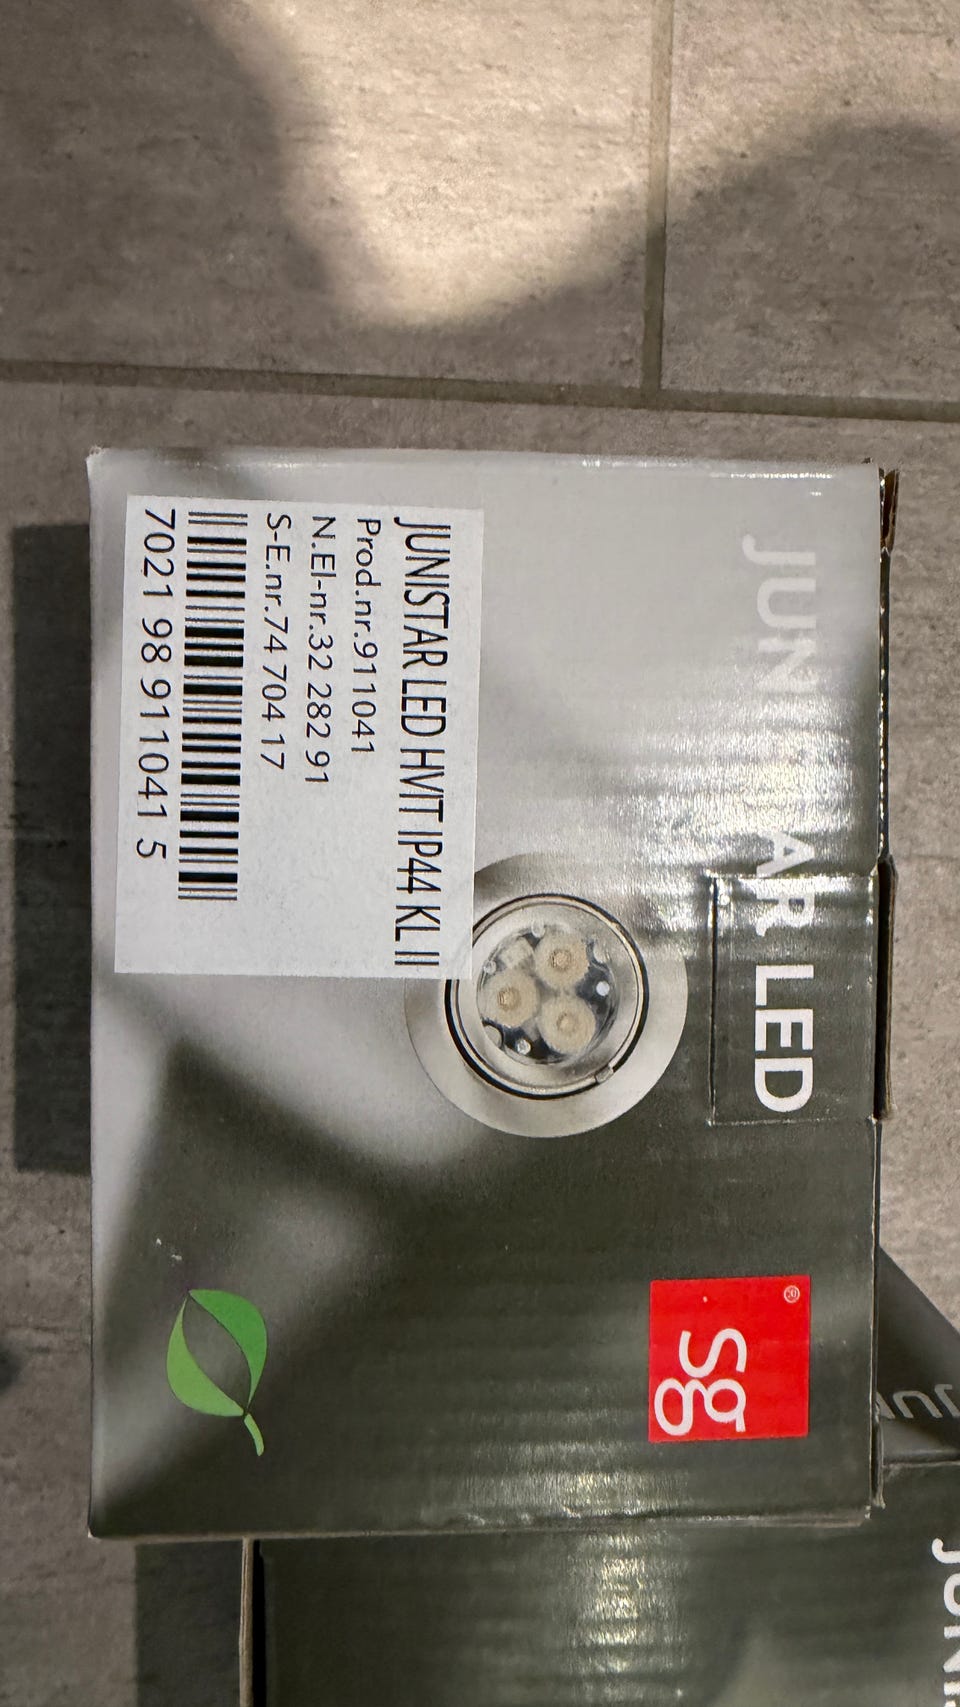 JUNISTAR LED
JUNISTAR LED HVIT IP44 KL II
Prod.nr.911041
N.El-nr.32 282 91
S-E.nr.74 704 17
7021 98 911041 5
sg
®